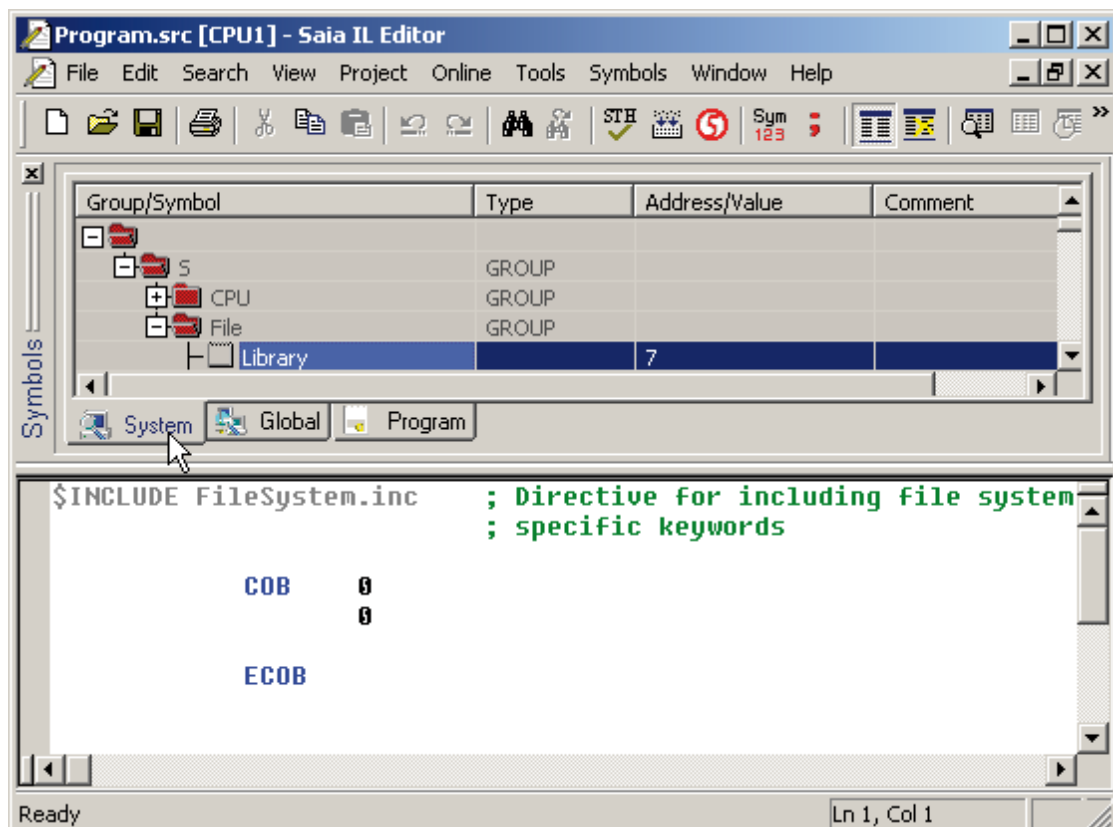 Program.src [CPU1] - Saia IL Editor
File Edit Search View Project Online Tools Symbols Window Help
STH Sym 123 »
Symbols
Group/Symbol Type Address/Value Comment
S GROUP
CPU GROUP
File GROUP
Library 7
System Global Program
$INCLUDE FileSystem.inc ; Directive for including file system
; specific keywords
COB 0
0
ECOB
Ready Ln 1, Col 1